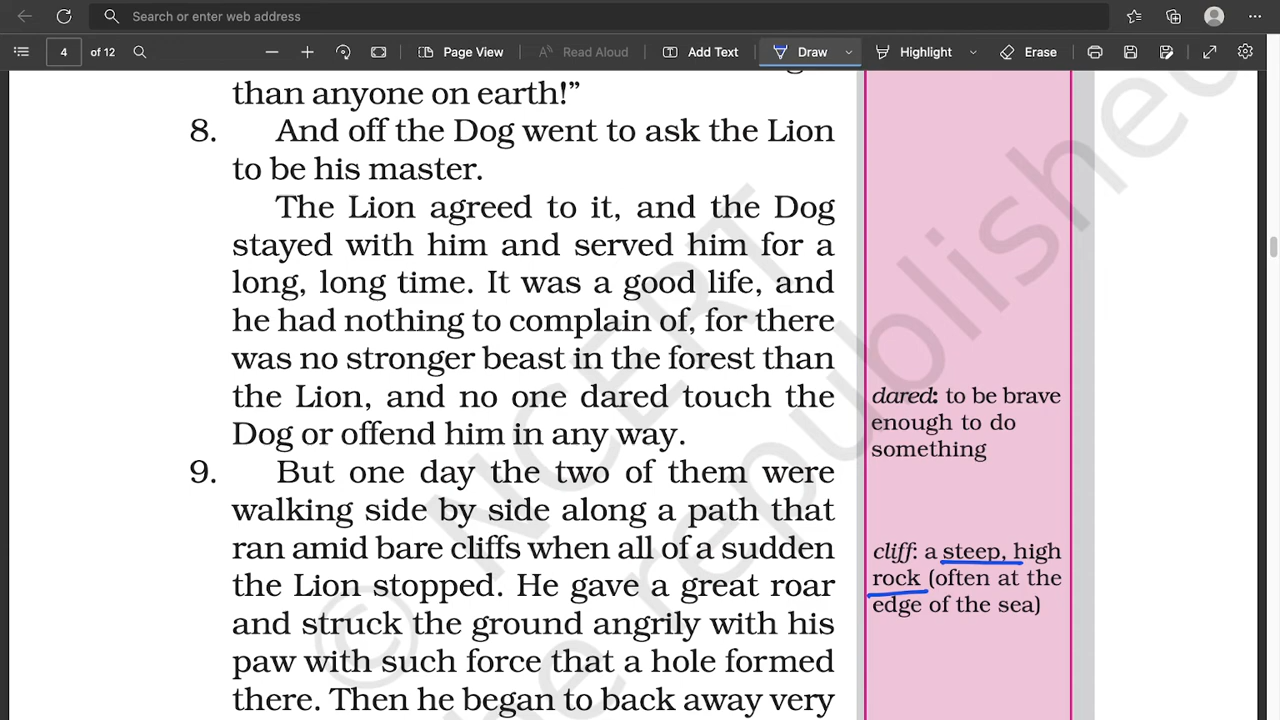 Search or enter web address
4 of 12
Page View
Read Aloud
Add Text
Draw
Highlight
Erase
than anyone on earth!”
8. And off the Dog went to ask the Lion
to be his master.
The Lion agreed to it, and the Dog
stayed with him and served him for a
long, long time. It was a good life, and
he had nothing to complain of, for there
was no stronger beast in the forest than
the Lion, and no one dared touch the
Dog or offend him in any way.
9. But one day the two of them were
walking side by side along a path that
ran amid bare cliffs when all of a sudden
the Lion stopped. He gave a great roar
and struck the ground angrily with his
paw with such force that a hole formed
there. Then he began to back away very
dared: to be brave
enough to do
something
cliff: a steep, high
rock (often at the
edge of the sea)
© NCERT
republished